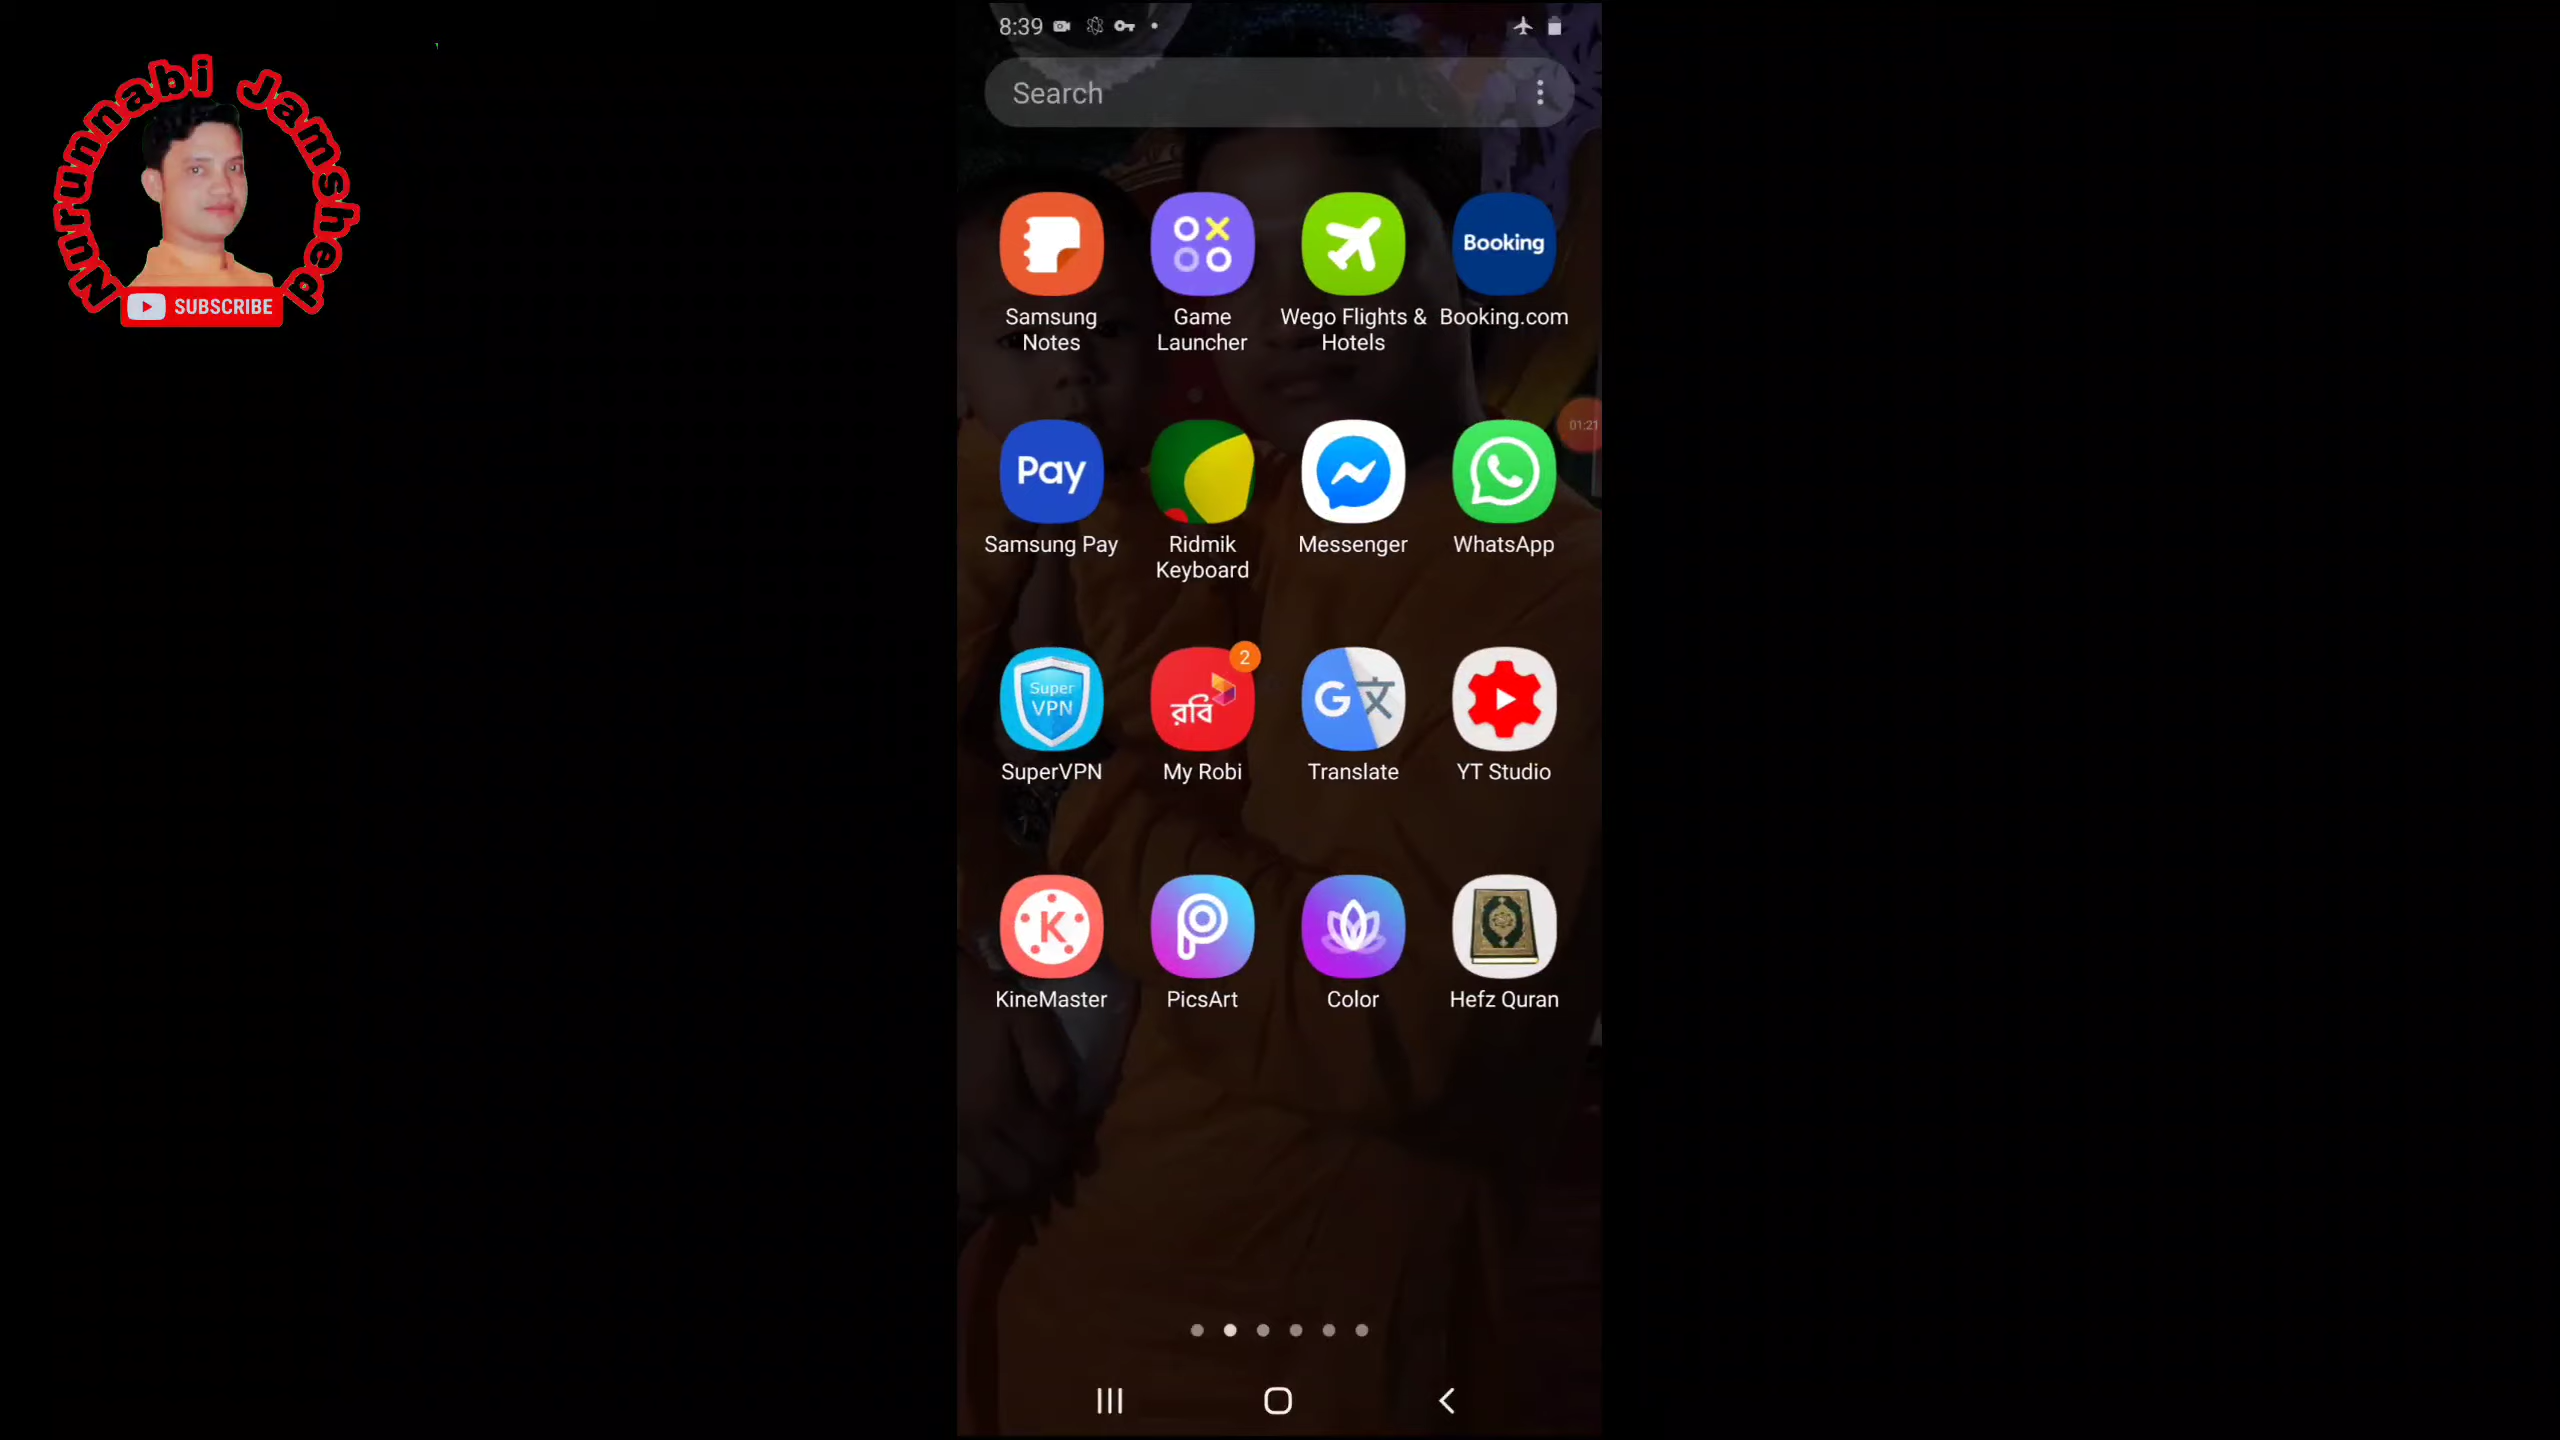 Nurunnabi Jamshed
SUBSCRIBE
8:39
Search
Booking
Samsung Notes
Game Launcher
Wego Flights & Hotels
Booking.com
01:21
Pay
Samsung Pay
Ridmik Keyboard
Messenger
WhatsApp
Super VPN
2
রবি
G文
SuperVPN
My Robi
Translate
YT Studio
K
KineMaster
PicsArt
Color
Hefz Quran